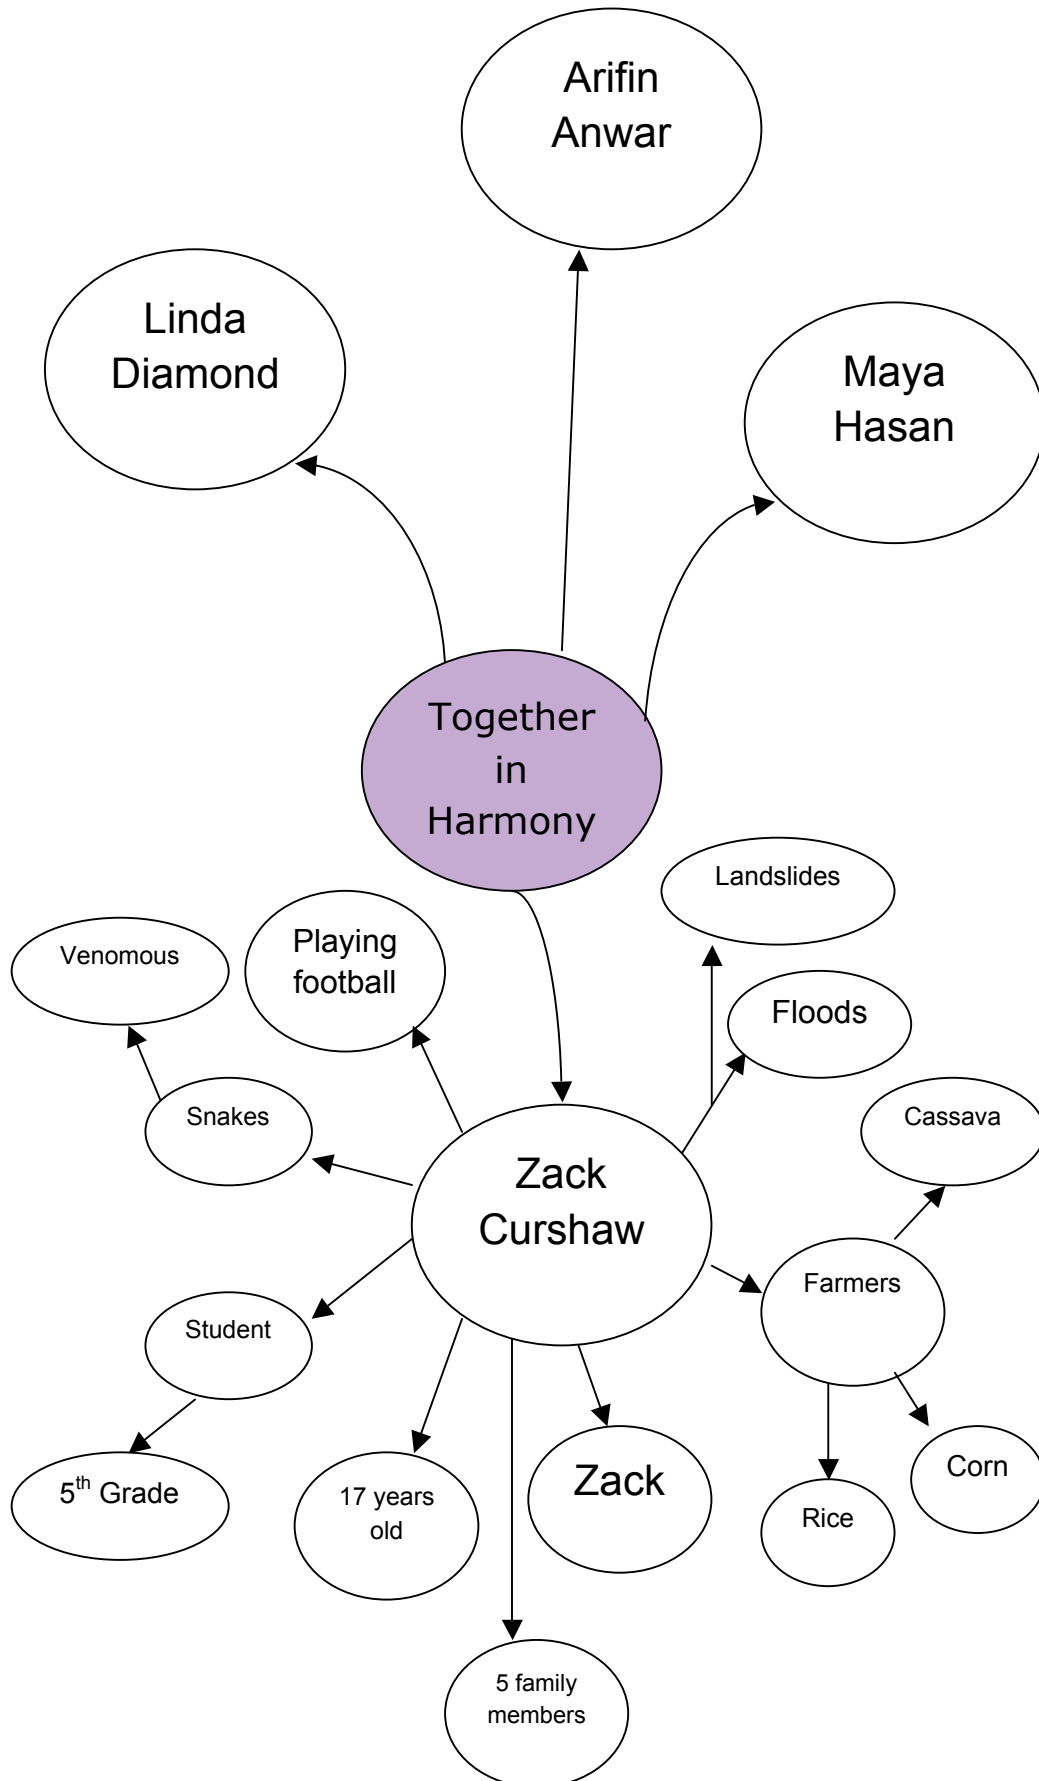 Arifin
Anwar
Linda
Diamond
Maya
Hasan
Together
in
Harmony
Landslides
Playing
football
Venomous
Floods
Snakes
Cassava
Zack
Curshaw
Farmers
Student
5th Grade
17 years
old
Zack
Corn
Rice
5 family
members